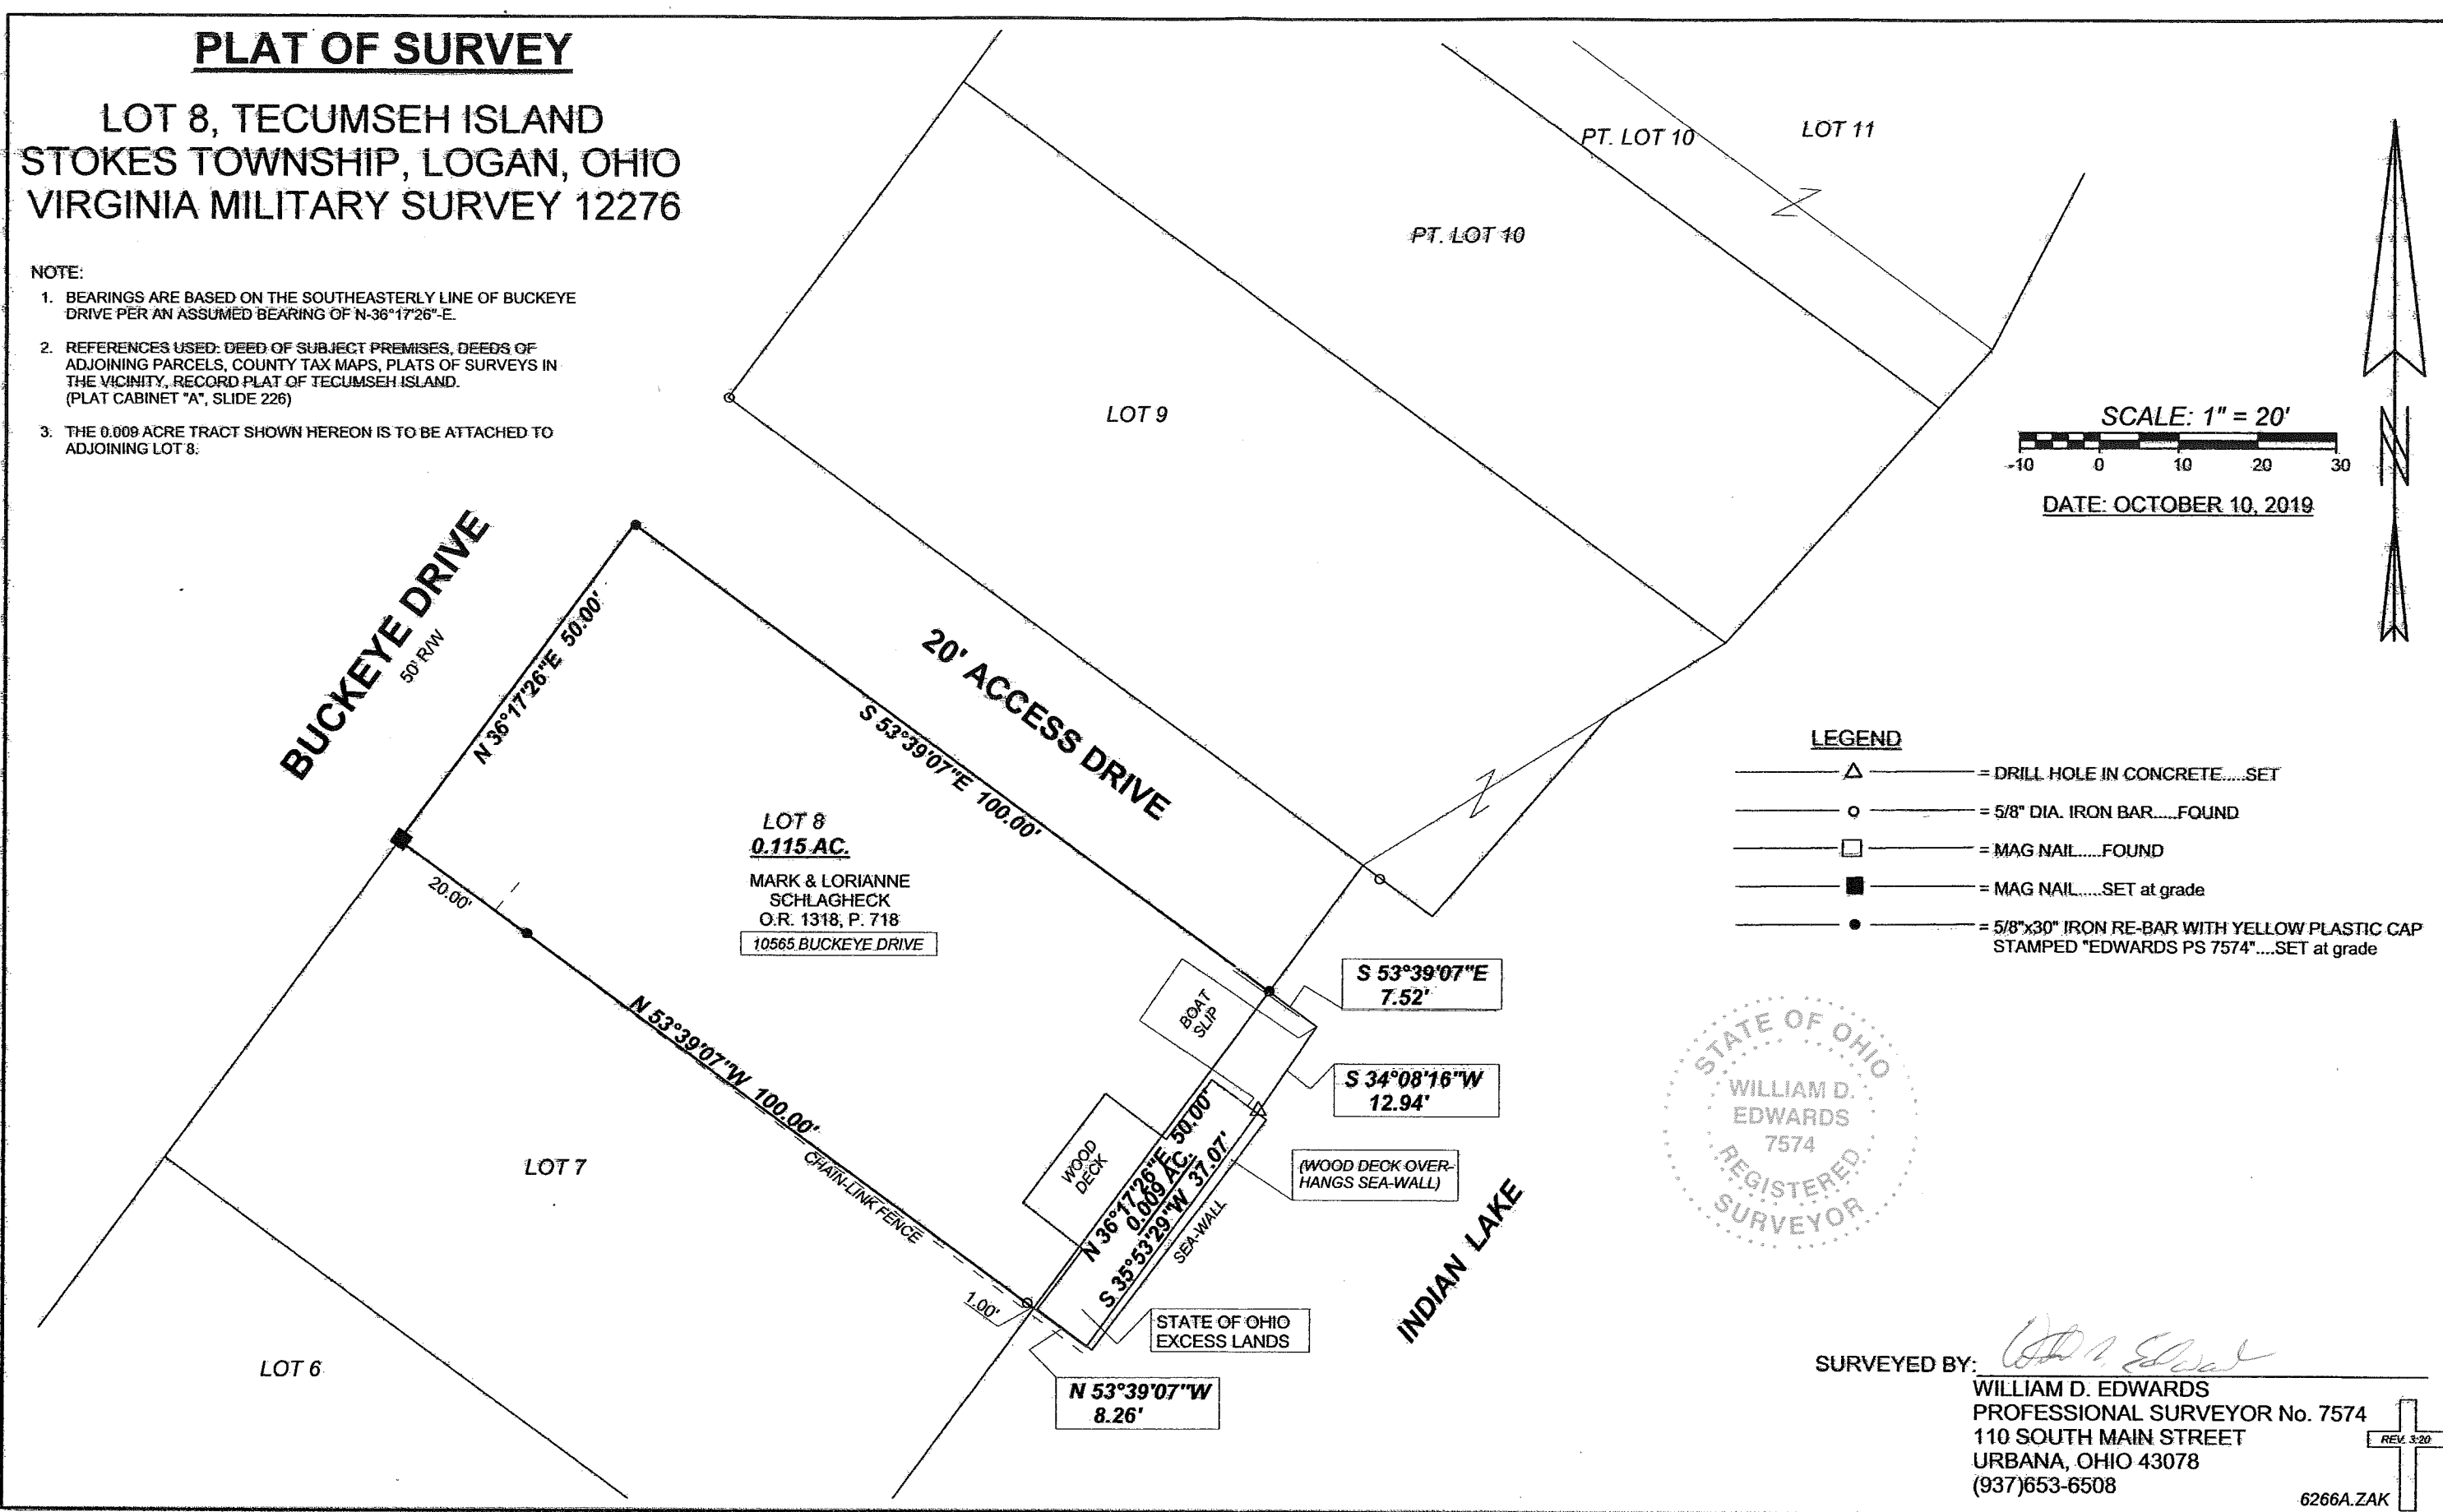 PLAT OF SURVEY
LOT 8, TECUMSEH ISLAND
STOKES TOWNSHIP, LOGAN, OHIO
VIRGINIA MILITARY SURVEY 12276
NOTE:
1. BEARINGS ARE BASED ON THE SOUTHEASTERLY LINE OF BUCKEYE
DRIVE PER AN ASSUMED BEARING OF N-36°17'26"-E.
2. REFERENCES USED: DEED OF SUBJECT PREMISES, DEEDS OF
ADJOINING PARCELS, COUNTY TAX MAPS, PLATS OF SURVEYS IN
THE VICINITY, RECORD PLAT OF TECUMSEH ISLAND.
(PLAT CABINET "A", SLIDE 226)
3. THE 0.009 ACRE TRACT SHOWN HEREON IS TO BE ATTACHED TO
ADJOINING LOT 8.
PT. LOT 10
LOT 11
PT. LOT 10
LOT 9
N
SCALE: 1" = 20'
-10 0 10 20 30
DATE: OCTOBER 10, 2019
BUCKEYE DRIVE
50' R/W
N 36°17'26"E 50.00'
20' ACCESS DRIVE
S 53°39'07"E 100.00'
LOT 8
0.115 AC.
MARK & LORIANNE
SCHLAGHECK
O.R. 1318, P. 718
10565 BUCKEYE DRIVE
20.00'
N 53°39'07"W 100.00'
CHAIN-LINK FENCE
LOT 7
LOT 6
BOAT
SLIP
WOOD
DECK
N 36°17'26"E 50.00'
0.009 AC.
S 35°53'29"W 37.07'
SEA-WALL
S 53°39'07"E
7.52'
S 34°08'16"W
12.94'
(WOOD DECK OVER-
HANGS SEA-WALL)
INDIAN LAKE
1.00'
STATE OF OHIO
EXCESS LANDS
N 53°39'07"W
8.26'
LEGEND
= DRILL HOLE IN CONCRETE.....SET
= 5/8" DIA. IRON BAR.....FOUND
= MAG NAIL.....FOUND
= MAG NAIL.....SET at grade
= 5/8"x30" IRON RE-BAR WITH YELLOW PLASTIC CAP
STAMPED "EDWARDS PS 7574"....SET at grade
STATE OF OHIO
WILLIAM D.
EDWARDS
7574
REGISTERED
SURVEYOR
SURVEYED BY:
WILLIAM D. EDWARDS
PROFESSIONAL SURVEYOR No. 7574
110 SOUTH MAIN STREET
URBANA, OHIO 43078
(937)653-6508
REV. 3:20
6266A.ZAK